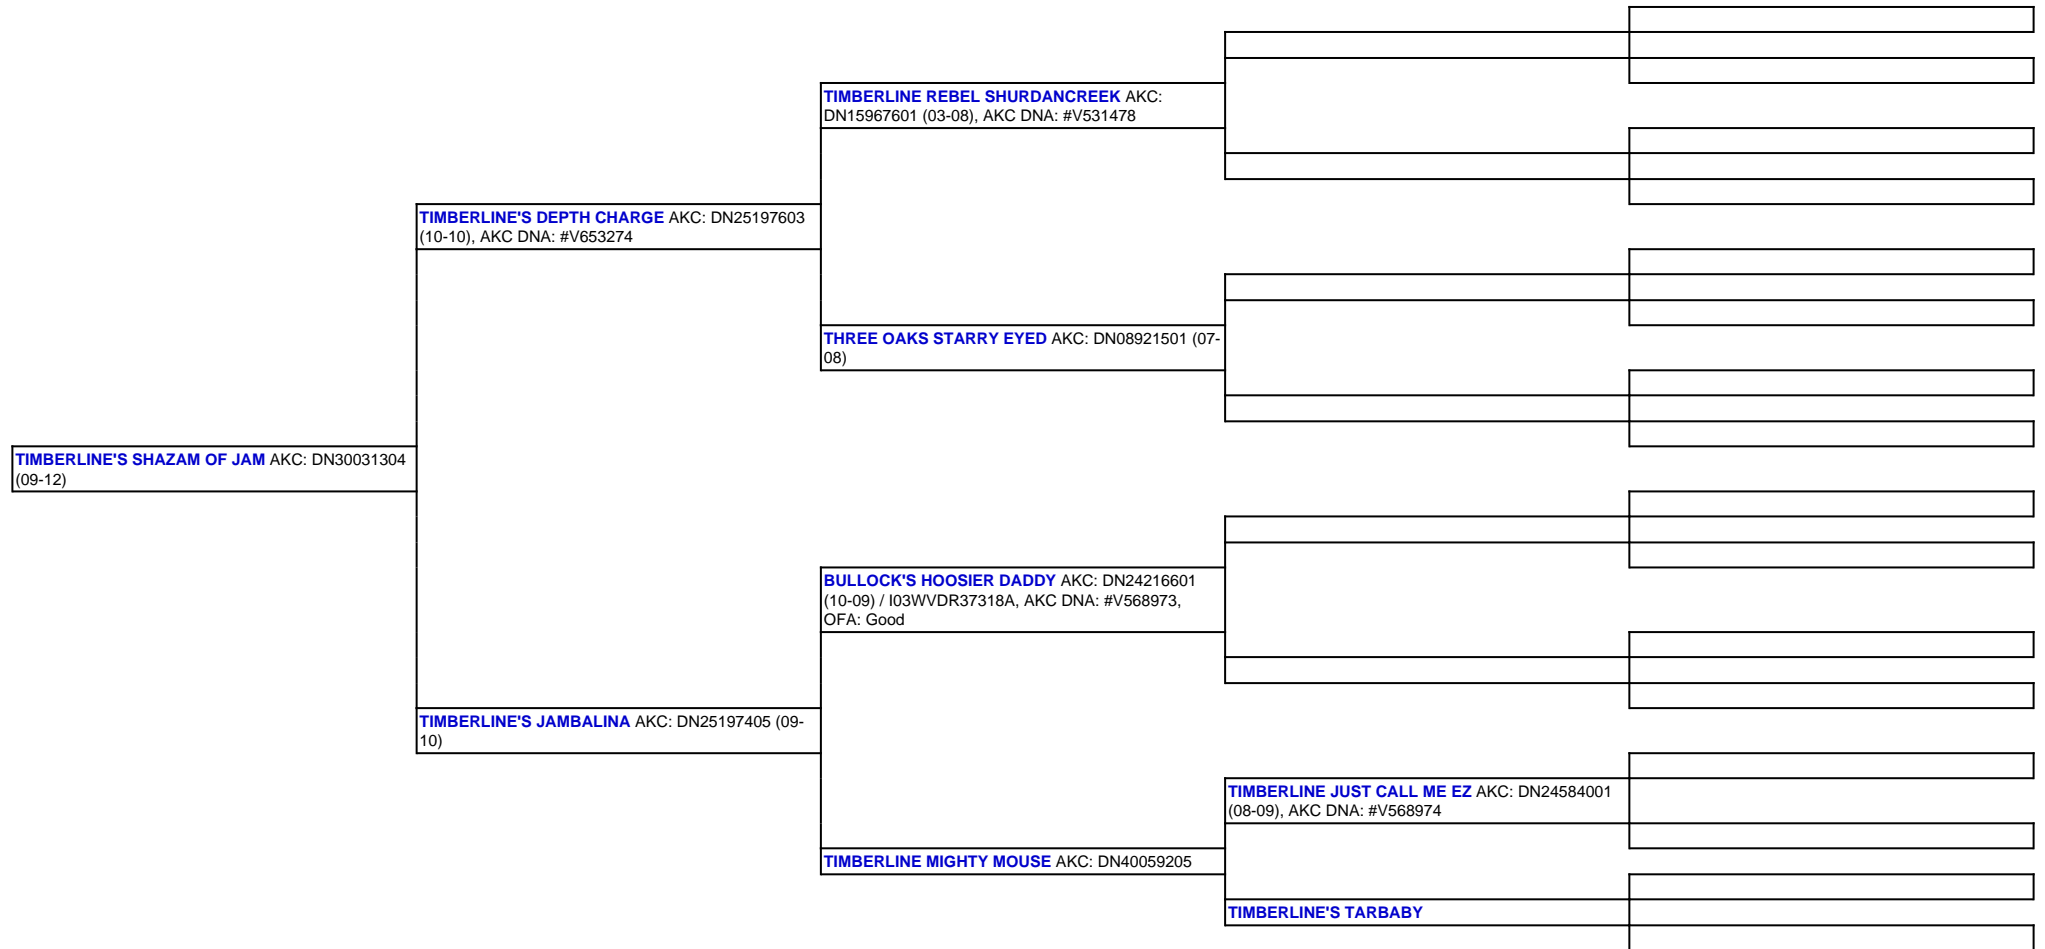 TIMBERLINE REBEL SHURDANCREEK AKC:
DN15967601 (03-08), AKC DNA: #V531478
TIMBERLINE'S DEPTH CHARGE AKC: DN25197603
(10-10), AKC DNA: #V653274
THREE OAKS STARRY EYED AKC: DN08921501 (07-
08)
TIMBERLINE'S SHAZAM OF JAM AKC: DN30031304
(09-12)
BULLOCK'S HOOSIER DADDY AKC: DN24216601
(10-09) / I03WVDR37318A, AKC DNA: #V568973,
OFA: Good
TIMBERLINE'S JAMBALINA AKC: DN25197405 (09-
10)
TIMBERLINE JUST CALL ME EZ AKC: DN24584001
(08-09), AKC DNA: #V568974
TIMBERLINE MIGHTY MOUSE AKC: DN40059205
TIMBERLINE'S TARBABY